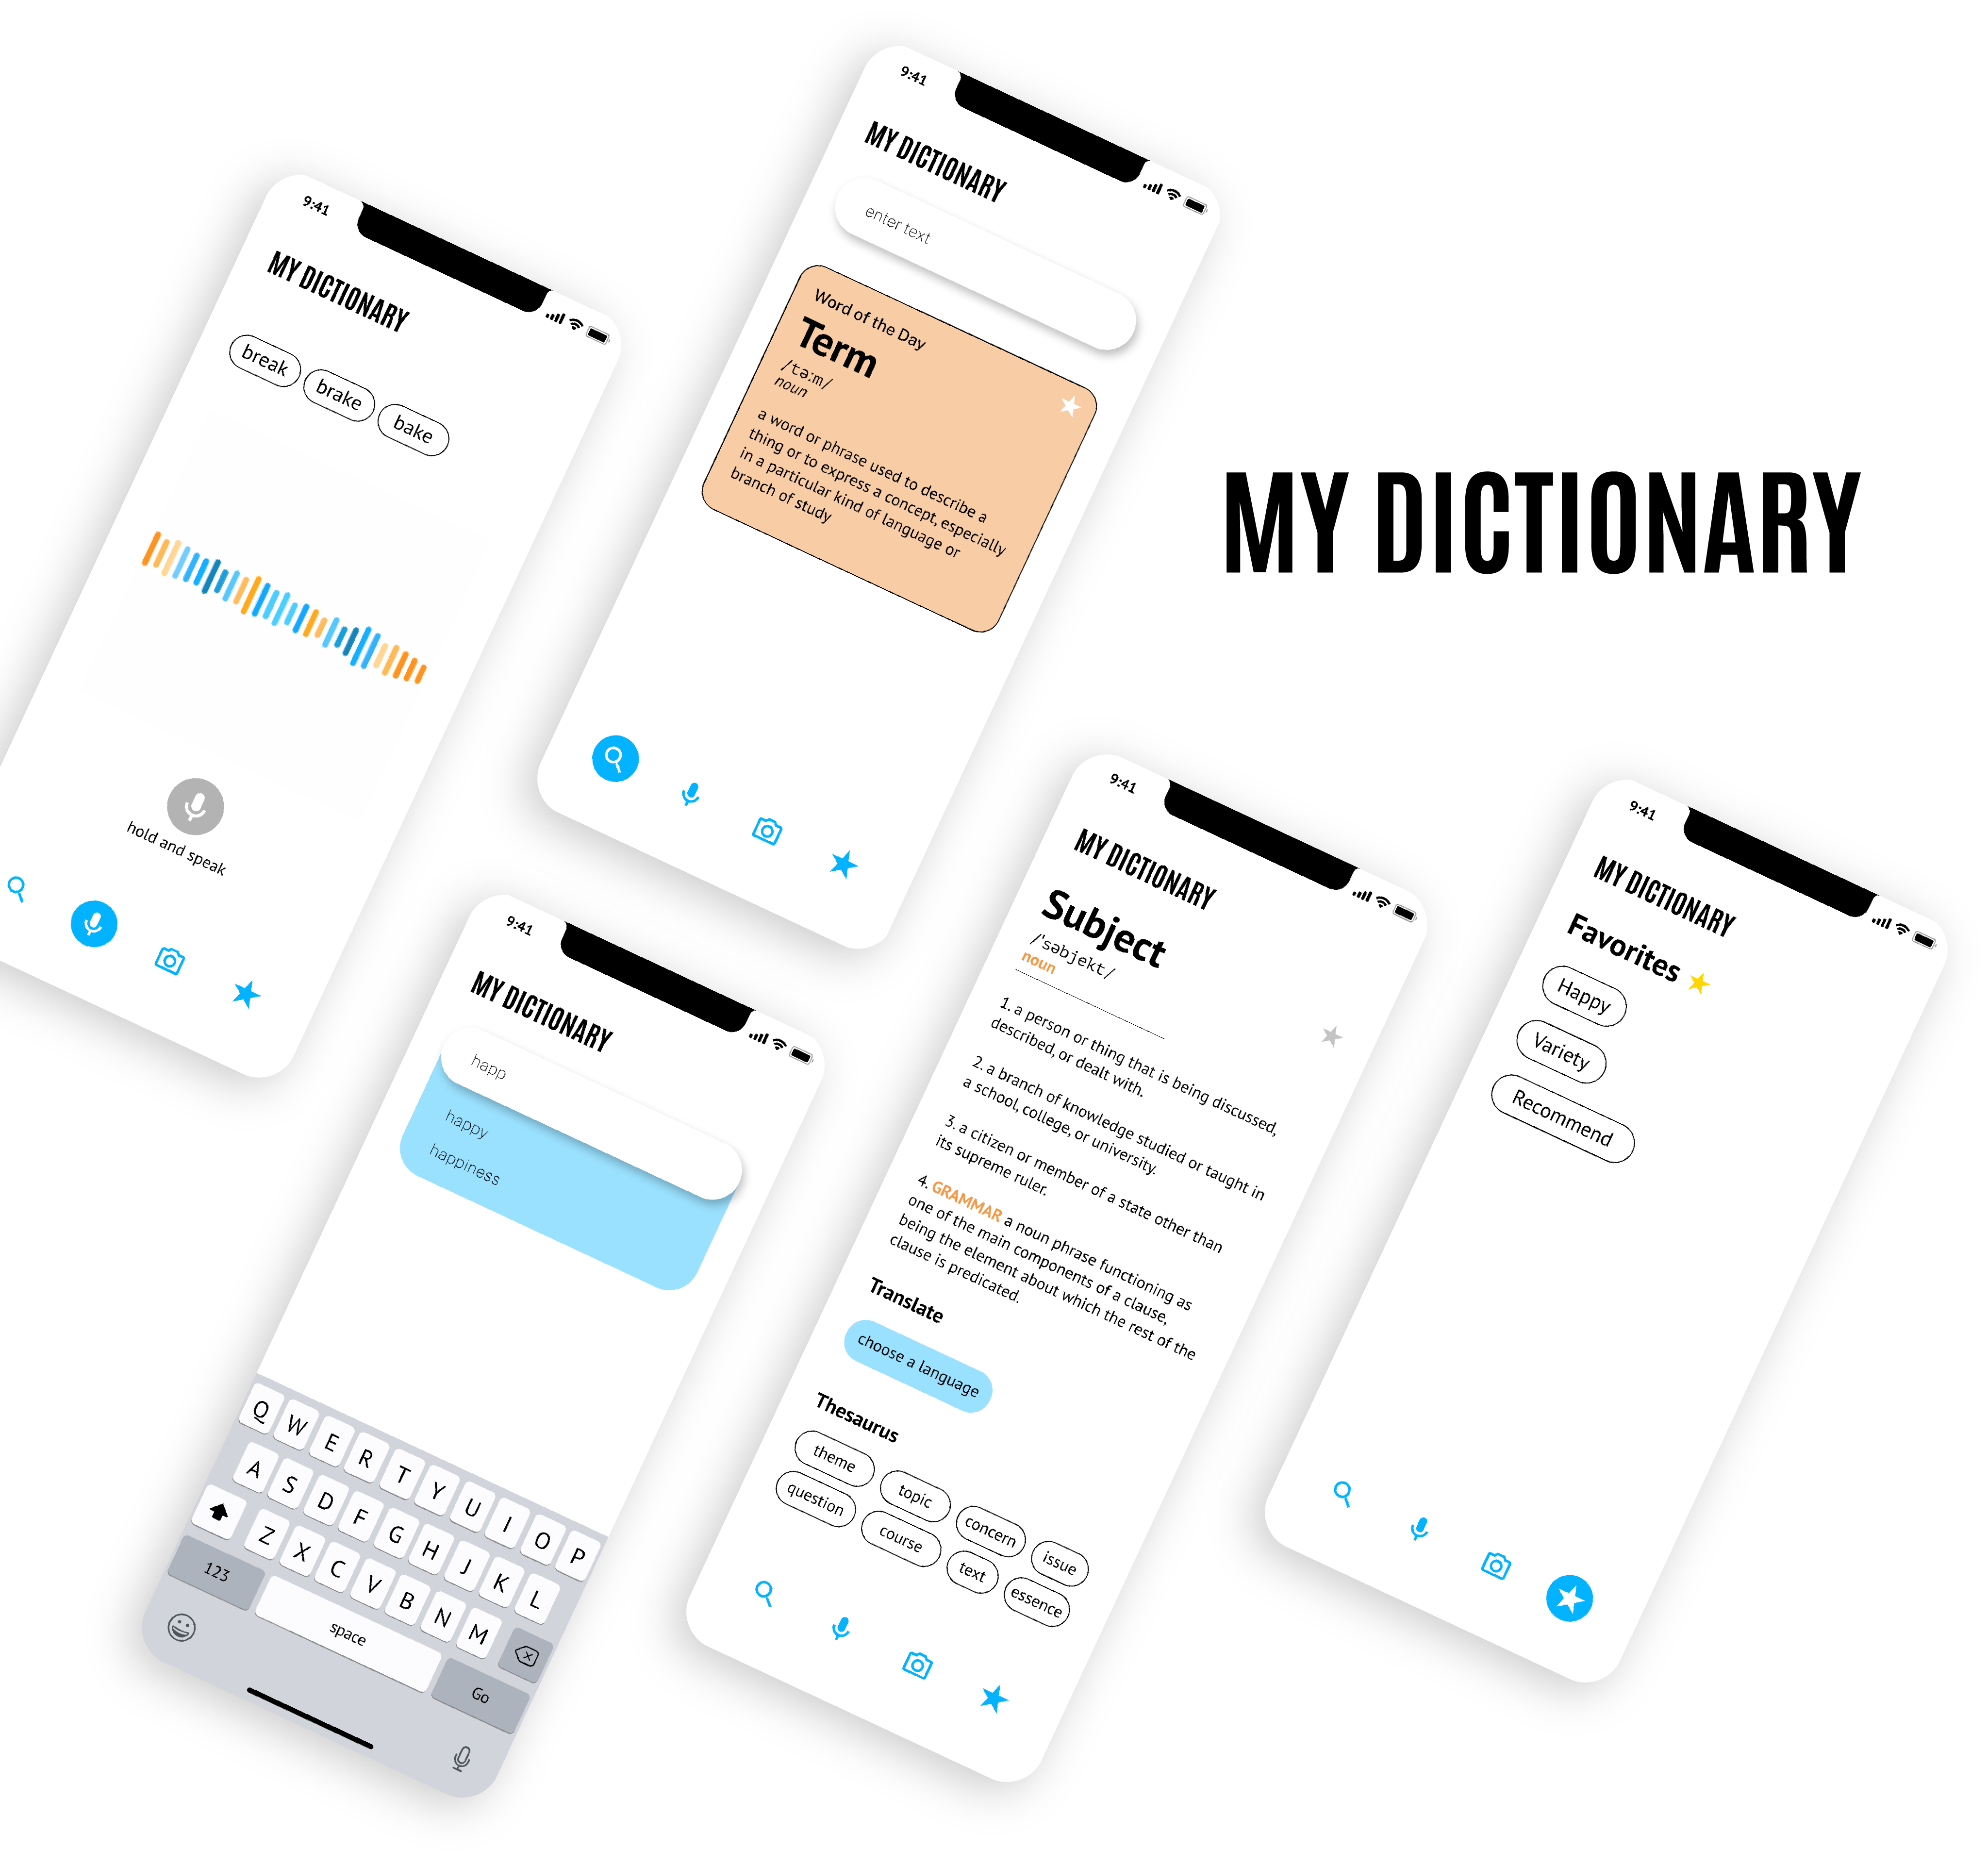 9:41
MY DICTIONARY
break
brake
bake
hold and speak
9:41
MY DICTIONARY
enter text
Word of the Day
Term
/tə:m/
noun
a word or phrase used to describe a
thing or to express a concept, especially
in a particular kind of language or
branch of study
MY DICTIONARY
9:41
MY DICTIONARY
happ
happy
happiness
Q W E R T Y U I O P
A S D F G H J K L
Z X C V B N M
123
space
Go
9:41
MY DICTIONARY
Subject
/ˈsəbjekt/
noun
1. a person or thing that is being discussed,
described, or dealt with.
2. a branch of knowledge studied or taught in
a school, college, or university.
3. a citizen or member of a state other than
its supreme ruler.
4. GRAMMAR a noun phrase functioning as
one of the main components of a clause,
being the element about which the rest of the
clause is predicated.
Translate
choose a language
Thesaurus
theme
topic
concern
issue
question
course
text
essence
9:41
MY DICTIONARY
Favorites
Happy
Variety
Recommend